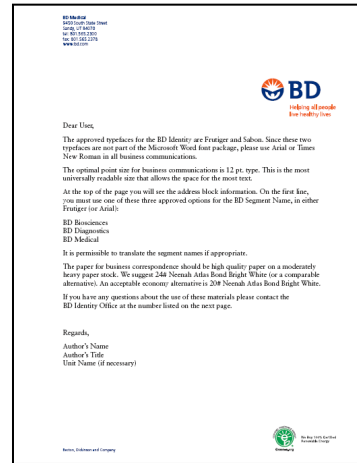 BD Medical
9450 South State Street
Sandy, UT 84070
tel: 801.565.2300
fax: 801.565.2378
www.bd.com
BD
Helping all people
live healthy lives
Dear User,
The approved typefaces for the BD Identity are Frutiger and Sabon. Since these two
typefaces are not part of the Microsoft Word font package, please use Arial or Times
New Roman in all business communications.
The optimal point size for business communications is 12 pt. type. This is the most
universally readable size that allows the space for the most text.
At the top of the page you will see the address block information. On the first line,
you must use one of these three approved options for the BD Segment Name, in either
Frutiger (or Arial):
BD Biosciences
BD Diagnostics
BD Medical
It is permissible to translate the segment names if appropriate.
The paper for business correspondence should be high quality paper on a moderately
heavy paper stock. We suggest 24# Neenah Atlas Bond Bright White (or a comparable
alternative). An acceptable economy alternative is 20# Neenah Atlas Bond Bright White.
If you have any questions about the use of these materials please contact the
BD Identity Office at the number listed on the next page.
Regards,
Author's Name
Author's Title
Unit Name (if necessary)
We Buy 100% Certified
Renewable Energy
Becton, Dickinson and Company